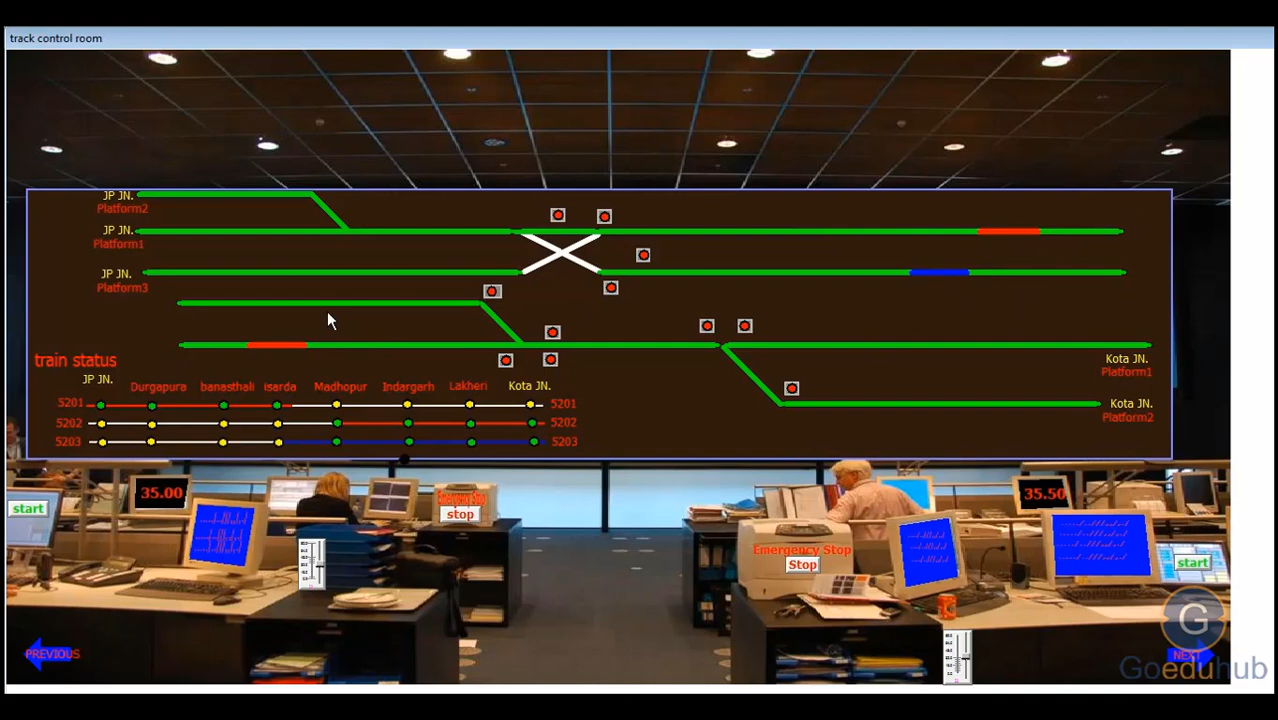 track control room
JP JN.
Platform2
JP JN.
Platform1
JP JN.
Platform3
train status
JP JN.
Durgapura
banasthali
isarda
Madhopur
Indargarh
Lakheri
Kota JN.
5201
5201
5202
5202
5203
5203
Kota JN.
Platform1
Kota JN.
Platform2
35.00
35.50
start
Emergency Stop
stop
Emergency Stop
Stop
start
PREVIOUS
NEXT
G
Goeduhub